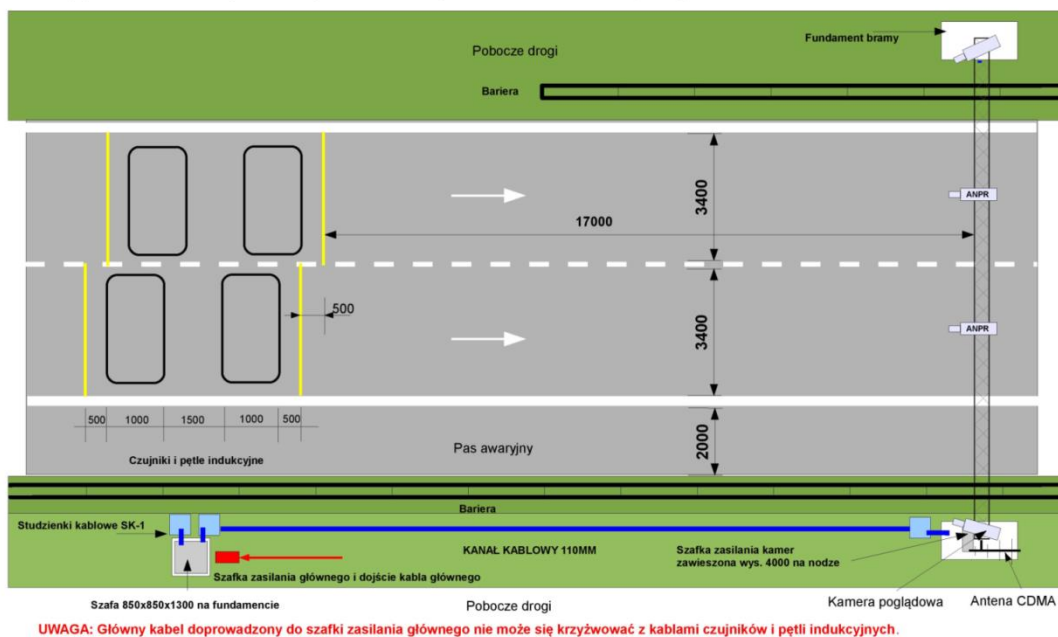 Fundament bramy
Pobocze drogi
Bariera
ANPR
3400
17000
500
3400
ANPR
500 1000 1500 1000 500
Czujniki i pętle indukcyjne
Pas awaryjny
2000
Bariera
Studzienki kablowe SK-1
KANAŁ KABLOWY 110MM
Szafka zasilania kamer
zawieszona wys. 4000 na nodze
Szafka zasilania głównego i dojście kabla głównego
Szafa 850x850x1300 na fundamencie
Pobocze drogi
Kamera poglądowa
Antena CDMA
UWAGA: Główny kabel doprowadzony do szafki zasilania głównego nie może się krzyżwować z kablami czujników i pętli indukcyjnych.